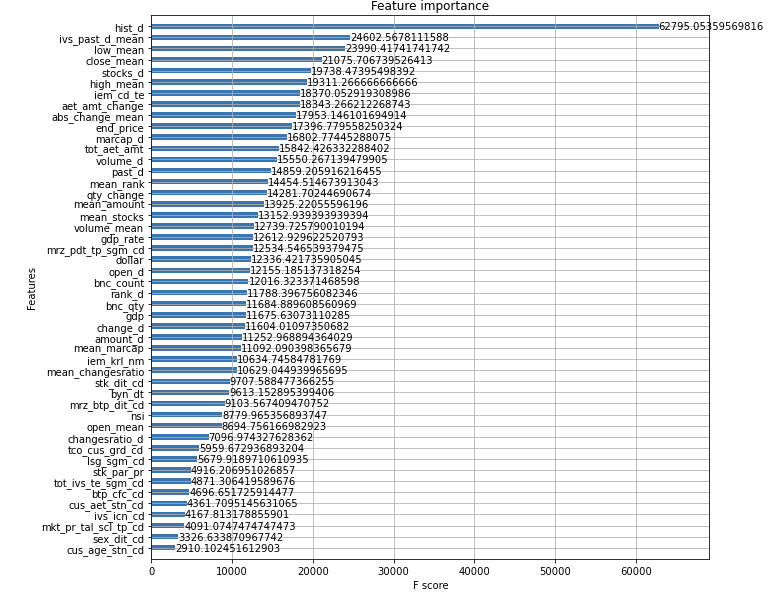 Feature importance
hist_d 62795.05359569816
ivs_past_d_mean 24602.5678111588
low_mean 23990.41741741742
close_mean 21075.706739526413
stocks_d 19738.47395498392
high_mean 19311.266666666666
iem_cd_te 18370.052919308986
aet_amt_change 18343.266212268743
abs_change_mean 17953.146101694914
end_price 17396.779558250324
marcap_d 16802.77445288075
tot_aet_amt 15842.426332288402
volume_d 15550.267139479905
past_d 14859.205916216455
mean_rank 14454.514673913043
qty_change 14281.70244690674
mean_amount 13925.22055596196
mean_stocks 13152.939393939394
volume_mean 12739.725790010194
gdp_rate 12612.929622520793
mrz_pdt_tp_sgm_cd 12534.546539379475
dollar 12336.421735905045
open_d 12155.185137318254
bnc_count 12016.323371468598
rank_d 11788.396756082346
bnc_qty 11684.889608560969
gdp 11675.63073110285
change_d 11604.01097350682
amount_d 11252.968894364029
mean_marcap 11092.090398365679
iem_krl_nm 10634.74584781769
mean_changesratio 10629.044939965695
stk_dit_cd 9707.588477366255
byn_dt 9613.152895399406
mrz_btp_dit_cd 9103.567409470752
nsi 8779.965356893747
open_mean 8694.756166982923
changesratio_d 7096.974327628362
tco_cus_grd_cd 5959.672936893204
lsg_sgm_cd 5679.9189710610935
stk_par_pr 4916.206951026857
tot_ivs_te_sgm_cd 4871.306419589676
btp_cfc_cd 4696.651725914477
cus_aet_stn_cd 4361.7095145631065
ivs_icn_cd 4167.813178855901
mkt_pr_tal_scl_tp_cd 4091.0747474747473
sex_dit_cd 3326.633870967742
cus_age_stn_cd 2910.102451612903
Features
0 10000 20000 30000 40000 50000 60000
F score